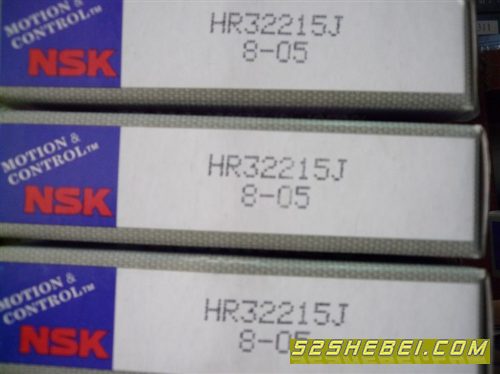 MOTION &
CONTROL™
NSK
HR32215J
8-05
MOTION &
CONTROL™
NSK
HR32215J
8-05
MOTION &
CONTROL™
NSK
HR32215J
8-05
52SHEBEI.COM